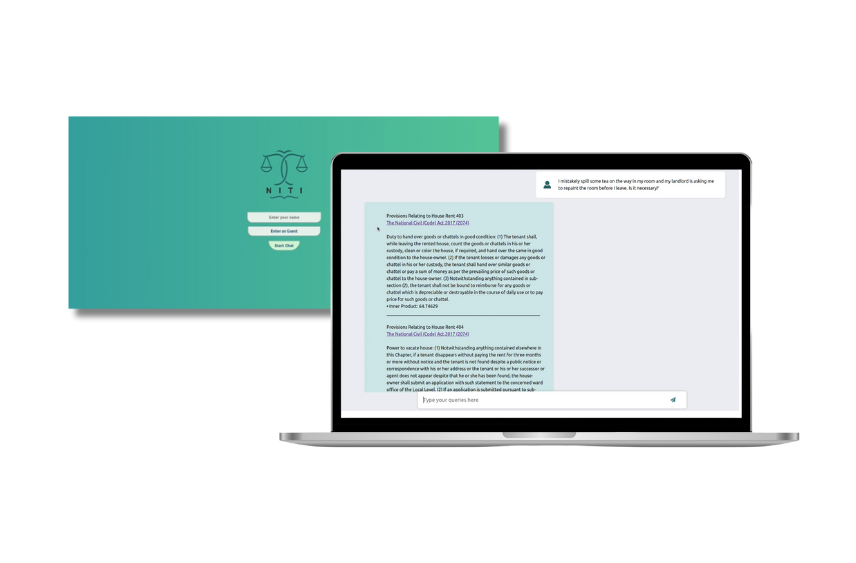 NITI
Enter your name
Enter as Guest
Start Chat
I mistakely spill some tea on the way in my room and my landlord is asking me
to repaint the room before I leave. Is it necessary?
Provisions Relating to House Rent 403
The National Civil (Code) Act 2017 (2074)
Duty to hand over goods or chattels in good condition: (1) The tenant shall,
while leaving the rented house, count the goods or chattels in his or her
custody, clean or color the house, if required, and hand over the same in good
condition to the house-owner. (2) If the tenant losses or damages any goods or
chattel in his or her custody, the tenant shall hand over similar goods or
chattel or pay a sum of money as per the prevailing price of such goods or
chattel to the house-owner. (3) Notwithstanding anything contained in sub-
section (2), the tenant shall not be bound to reimburse for any goods or
chattel which is depreciable or destroyable in the course of daily use or to pay
price for such goods or chattel.
• Inner Product: 64.74629
Provisions Relating to House Rent 404
The National Civil (Code) Act 2017 (2074)
Power to vacate house: (1) Notwithstanding anything contained elsewhere in
this Chapter, if a tenant disappears without paying the rent for three months
or more without notice and the tenant is not found despite a public notice or
correspondence with his or her address or the tenant or his or her successor or
agent does not appear despite that he or she has been found, the house-
owner shall submit an application with such statement to the concerned ward
office of the Local Level. (2) If an application is submitted pursuant to sub-
Type your queries here